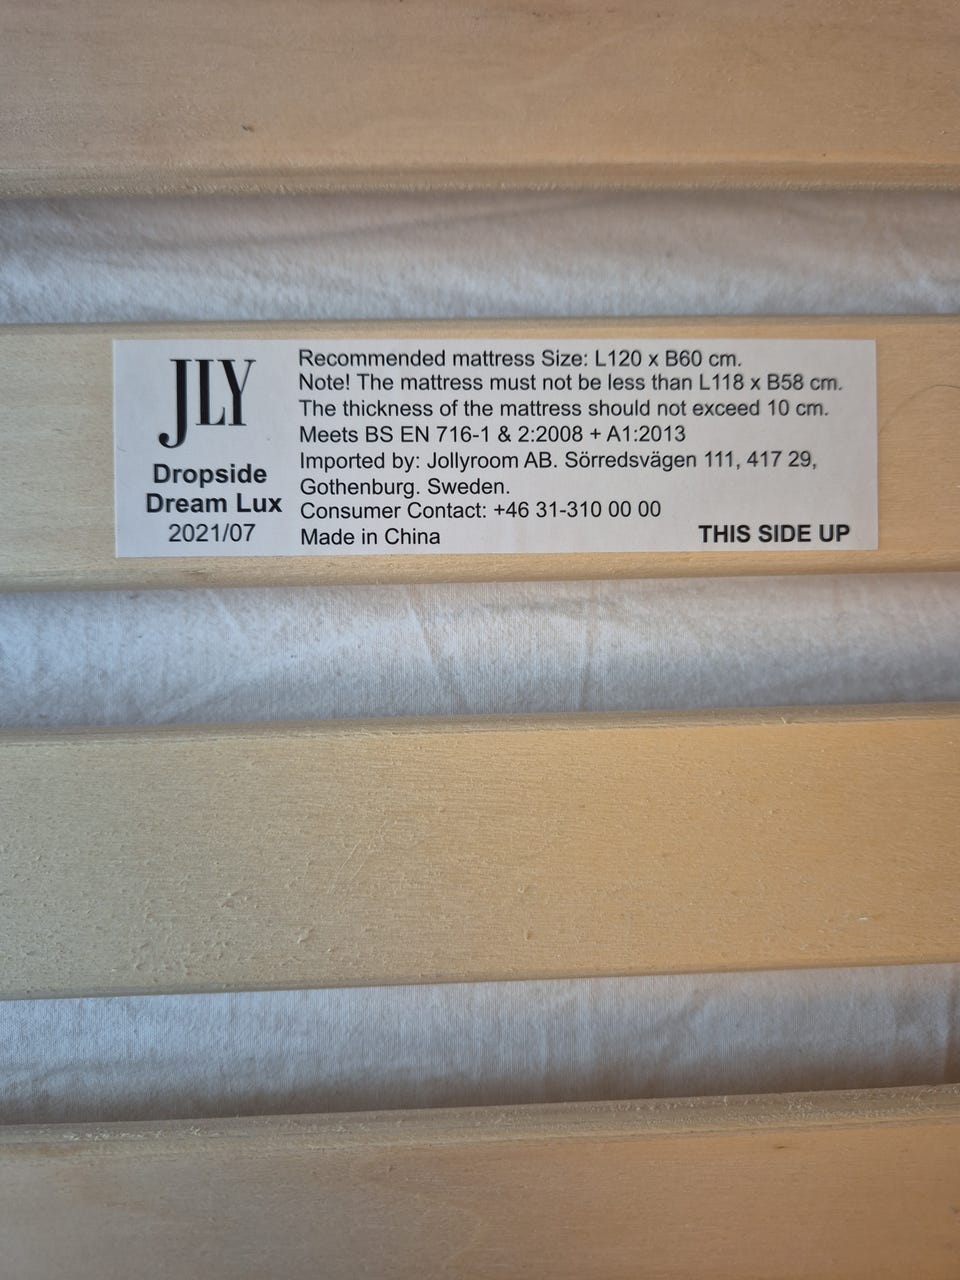 JLY
Dropside
Dream Lux
2021/07
Recommended mattress Size: L120 x B60 cm.
Note! The mattress must not be less than L118 x B58 cm.
The thickness of the mattress should not exceed 10 cm.
Meets BS EN 716-1 & 2:2008 + A1:2013
Imported by: Jollyroom AB. Sörredsvägen 111, 417 29,
Gothenburg. Sweden.
Consumer Contact: +46 31-310 00 00
Made in China
THIS SIDE UP